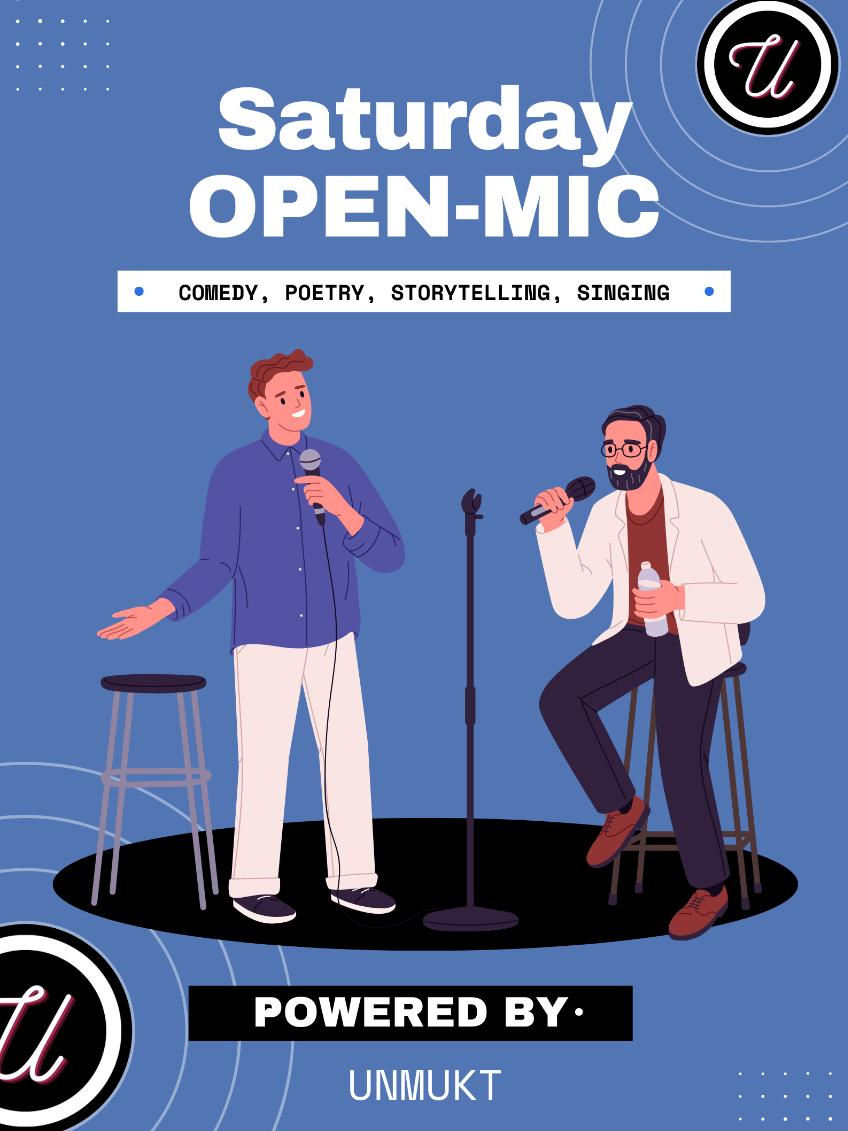 U
Saturday
OPEN-MIC
COMEDY, POETRY, STORYTELLING, SINGING
POWERED BY·
U
UNMUKT